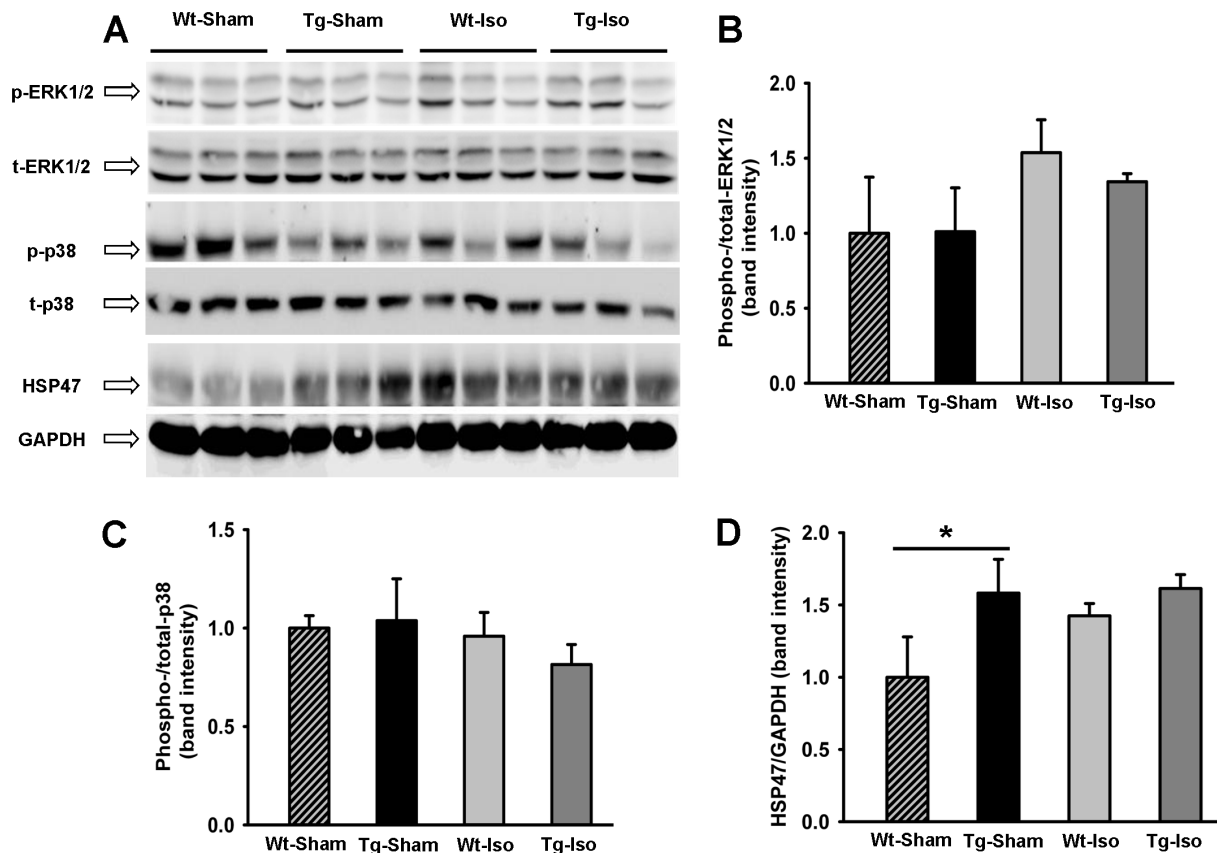 A
Wt-Sham Tg-Sham Wt-Iso Tg-Iso
p-ERK1/2
t-ERK1/2
p-p38
t-p38
HSP47
GAPDH
B
Phospho-/total-ERK1/2
(band intensity)
2.0
1.5
1.0
0.5
0.0
Wt-Sham Tg-Sham Wt-Iso Tg-Iso
C
Phospho-/total-p38
(band intensity)
1.5
1.0
0.5
0.0
Wt-Sham Tg-Sham Wt-Iso Tg-Iso
D
HSP47/GAPDH (band intensity)
2.0
1.5
1.0
0.5
0.0
*
Wt-Sham Tg-Sham Wt-Iso Tg-Iso